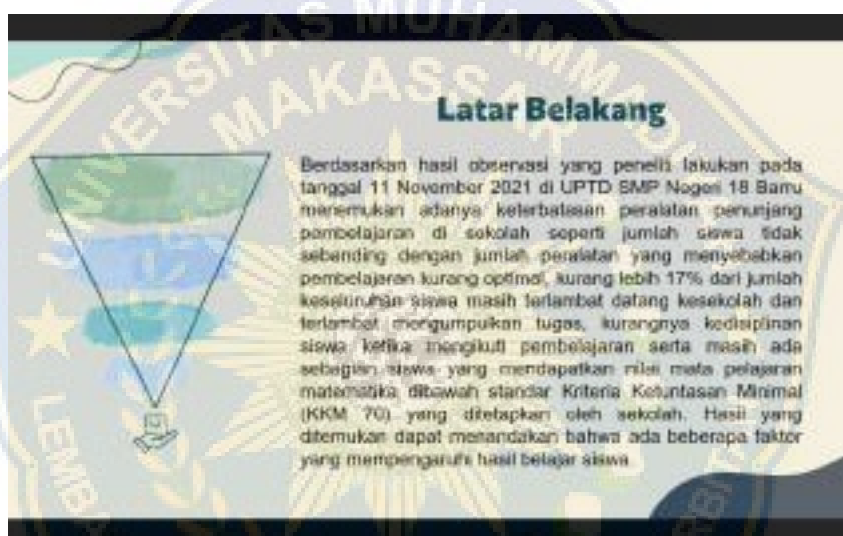 UNIVERSITAS MUHAMMAD
MAKASSAR
Latar Belakang
Berdasarkan hasil observasi yang peneliti lakukan pada
tanggal 11 November 2021 di UPTD SMP Negeri 18 Barru
menemukan adanya keterbatasan peralatan penunjang
pembelajaran di sekolah seperti jumlah siswa tidak
sebanding dengan jumlah peralatan yang menyebabkan
pembelajaran kurang optimal, kurang lebih 17% dari jumlah
keseluruhan siswa masih terlambat datang kesekolah dan
terlambat mengumpulkan tugas, kurangnya kedisiplinan
siswa ketika mengikuti pembelajaran serta masih ada
sebagian siswa yang mendapatkan nilai mata pelajaran
matematika dibawah standar Kriteria Ketuntasan Minimal
(KKM 70) yang ditetapkan oleh sekolah. Hasil yang
ditemukan dapat menandakan bahwa ada beberapa faktor
yang mempengaruhi hasil belajar siswa